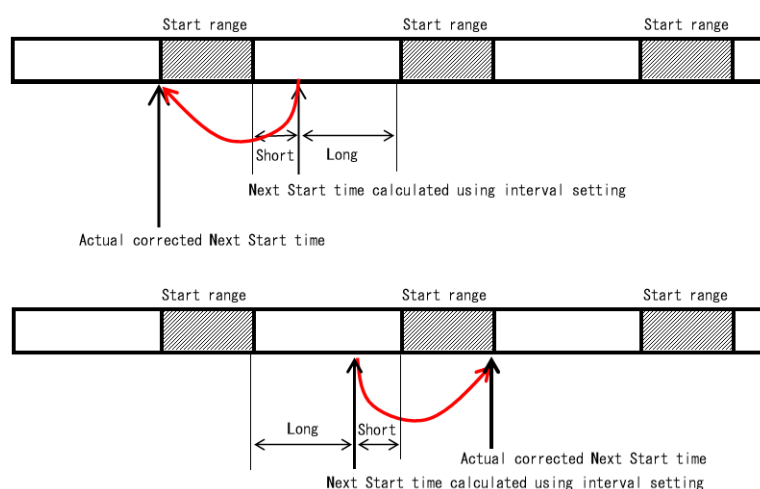 Start range Start range Start range
Short Long
Next Start time calculated using interval setting
Actual corrected Next Start time
Start range Start range Start range
Long Short
Actual corrected Next Start time
Next Start time calculated using interval setting